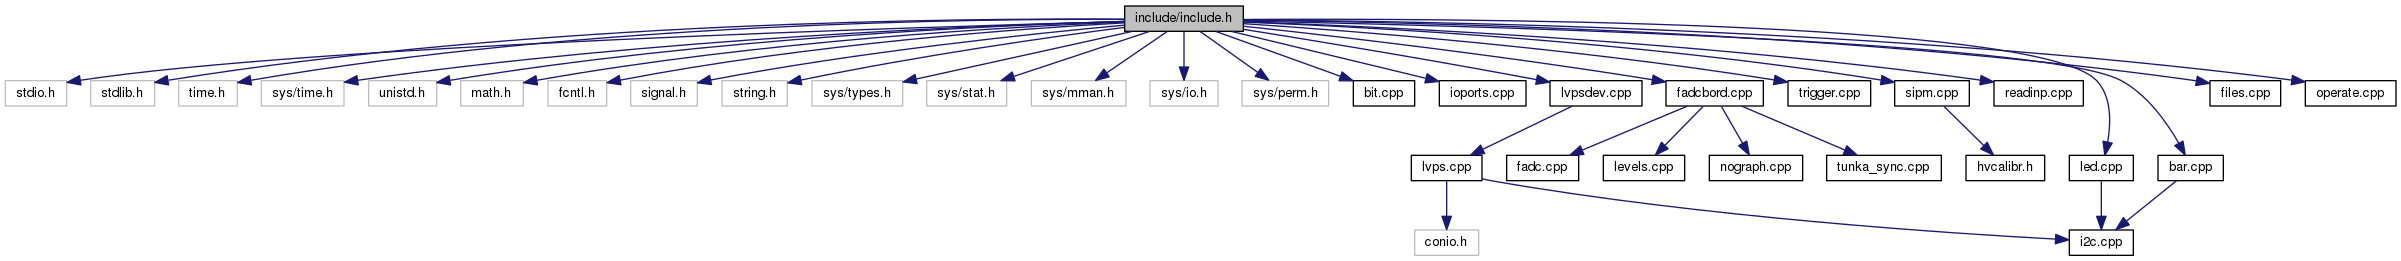 include/include.h
stdio.h
stdlib.h
time.h
sys/time.h
unistd.h
math.h
fcntl.h
signal.h
string.h
sys/types.h
sys/stat.h
sys/mman.h
sys/io.h
sys/perm.h
bit.cpp
ioports.cpp
lvpsdev.cpp
fadcbord.cpp
trigger.cpp
sipm.cpp
readinp.cpp
files.cpp
operate.cpp
lvps.cpp
fadc.cpp
levels.cpp
nograph.cpp
tunka_sync.cpp
hvcalibr.h
led.cpp
bar.cpp
conio.h
i2c.cpp